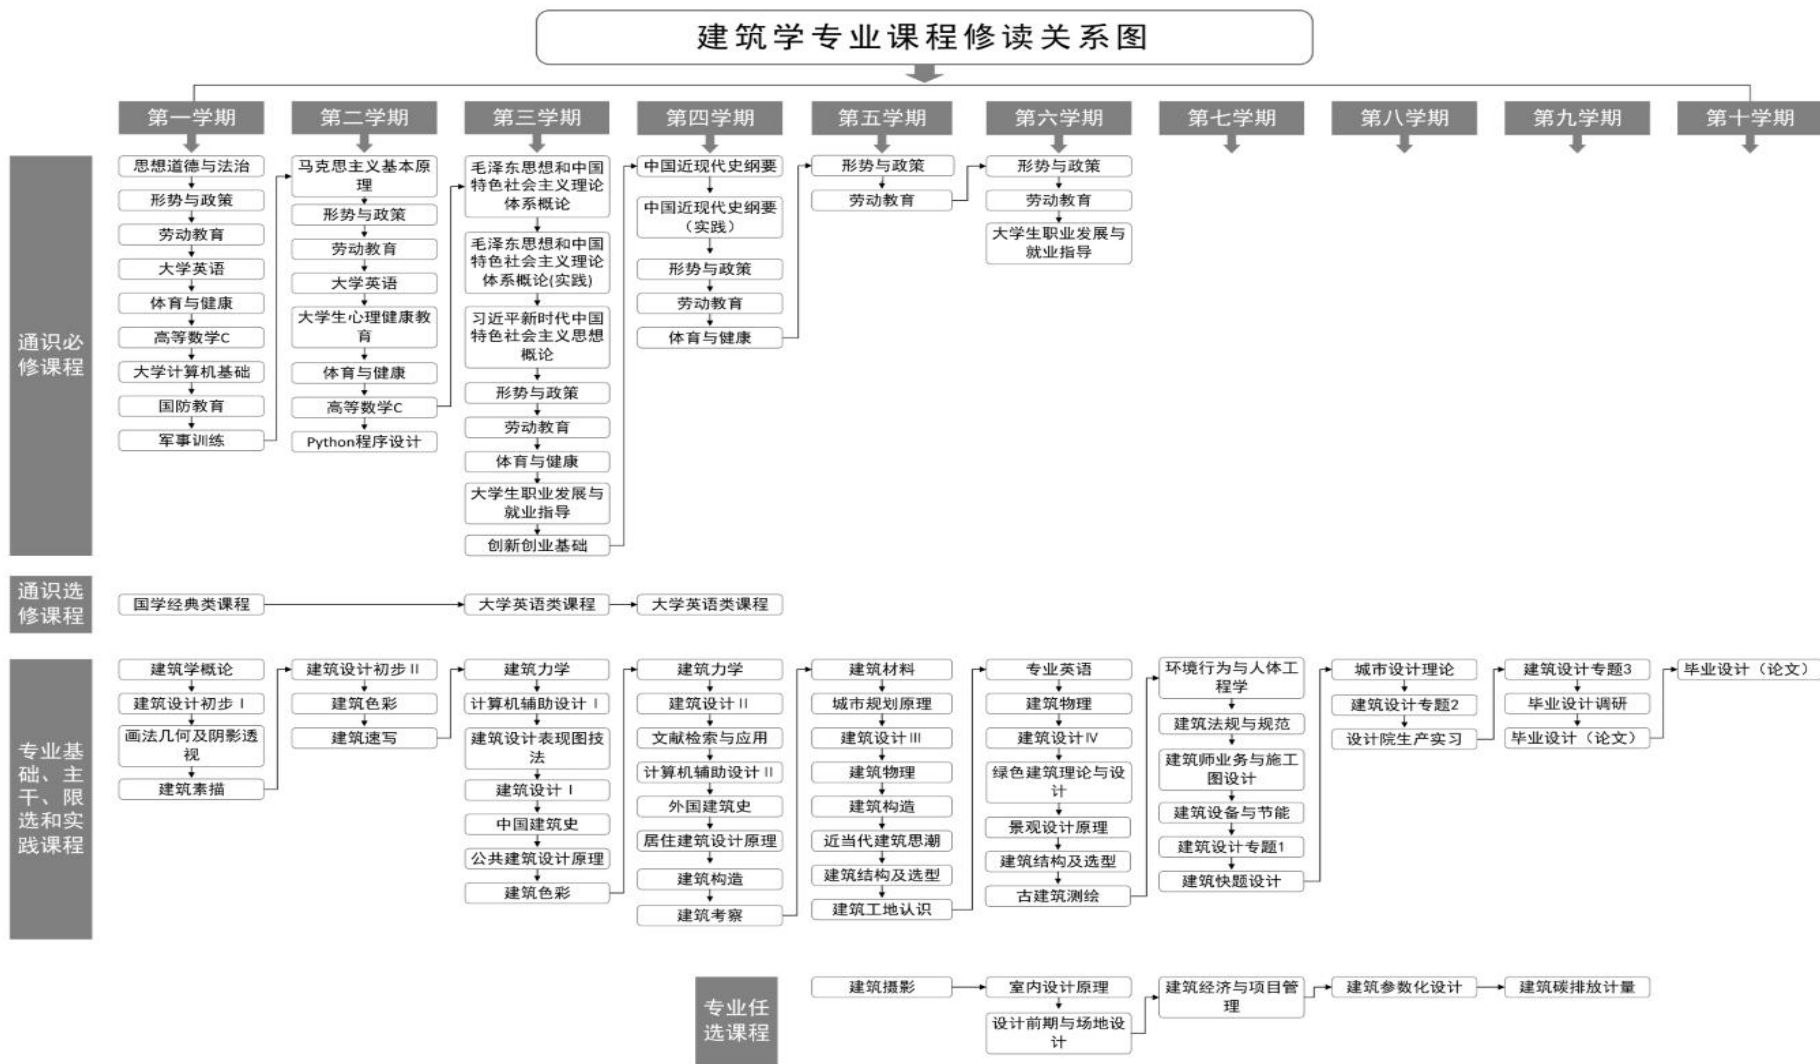 建筑学专业课程修读关系图
第一学期
第二学期
第三学期
第四学期
第五学期
第六学期
第七学期
第八学期
第九学期
第十学期
通识必
修课程
思想道德与法治
形势与政策
劳动教育
大学英语
体育与健康
高等数学C
大学计算机基础
国防教育
军事训练
马克思主义基本原
理
形势与政策
劳动教育
大学英语
大学生心理健康教
育
体育与健康
高等数学C
Python程序设计
毛泽东思想和中国
特色社会主义理论
体系概论
毛泽东思想和中国
特色社会主义理论
体系概论(实践)
习近平新时代中国
特色社会主义思想
概论
形势与政策
劳动教育
体育与健康
大学生职业发展与
就业指导
创新创业基础
中国近现代史纲要
中国近现代史纲要
（实践）
形势与政策
劳动教育
体育与健康
形势与政策
劳动教育
形势与政策
劳动教育
大学生职业发展与
就业指导
通识选
修课程
国学经典类课程
大学英语类课程
大学英语类课程
专业基
础、主
干、限
选和实
践课程
建筑学概论
建筑设计初步Ⅰ
画法几何及阴影透
视
建筑素描
建筑设计初步Ⅱ
建筑色彩
建筑速写
建筑力学
计算机辅助设计Ⅰ
建筑设计表现图技
法
建筑设计Ⅰ
中国建筑史
公共建筑设计原理
建筑色彩
建筑力学
建筑设计Ⅱ
文献检索与应用
计算机辅助设计Ⅱ
外国建筑史
居住建筑设计原理
建筑构造
建筑考察
建筑材料
城市规划原理
建筑设计Ⅲ
建筑物理
建筑构造
近当代建筑思潮
建筑结构及选型
建筑工地认识
专业英语
建筑物理
建筑设计Ⅳ
绿色建筑理论与设
计
景观设计原理
建筑结构及选型
古建筑测绘
环境行为与人体工
程学
建筑法规与规范
建筑师业务与施工
图设计
建筑设备与节能
建筑设计专题1
建筑快题设计
城市设计理论
建筑设计专题2
设计院生产实习
建筑设计专题3
毕业设计调研
毕业设计（论文）
毕业设计（论文）
专业任
选课程
建筑摄影
室内设计原理
设计前期与场地设
计
建筑经济与项目管
理
建筑参数化设计
建筑碳排放计量